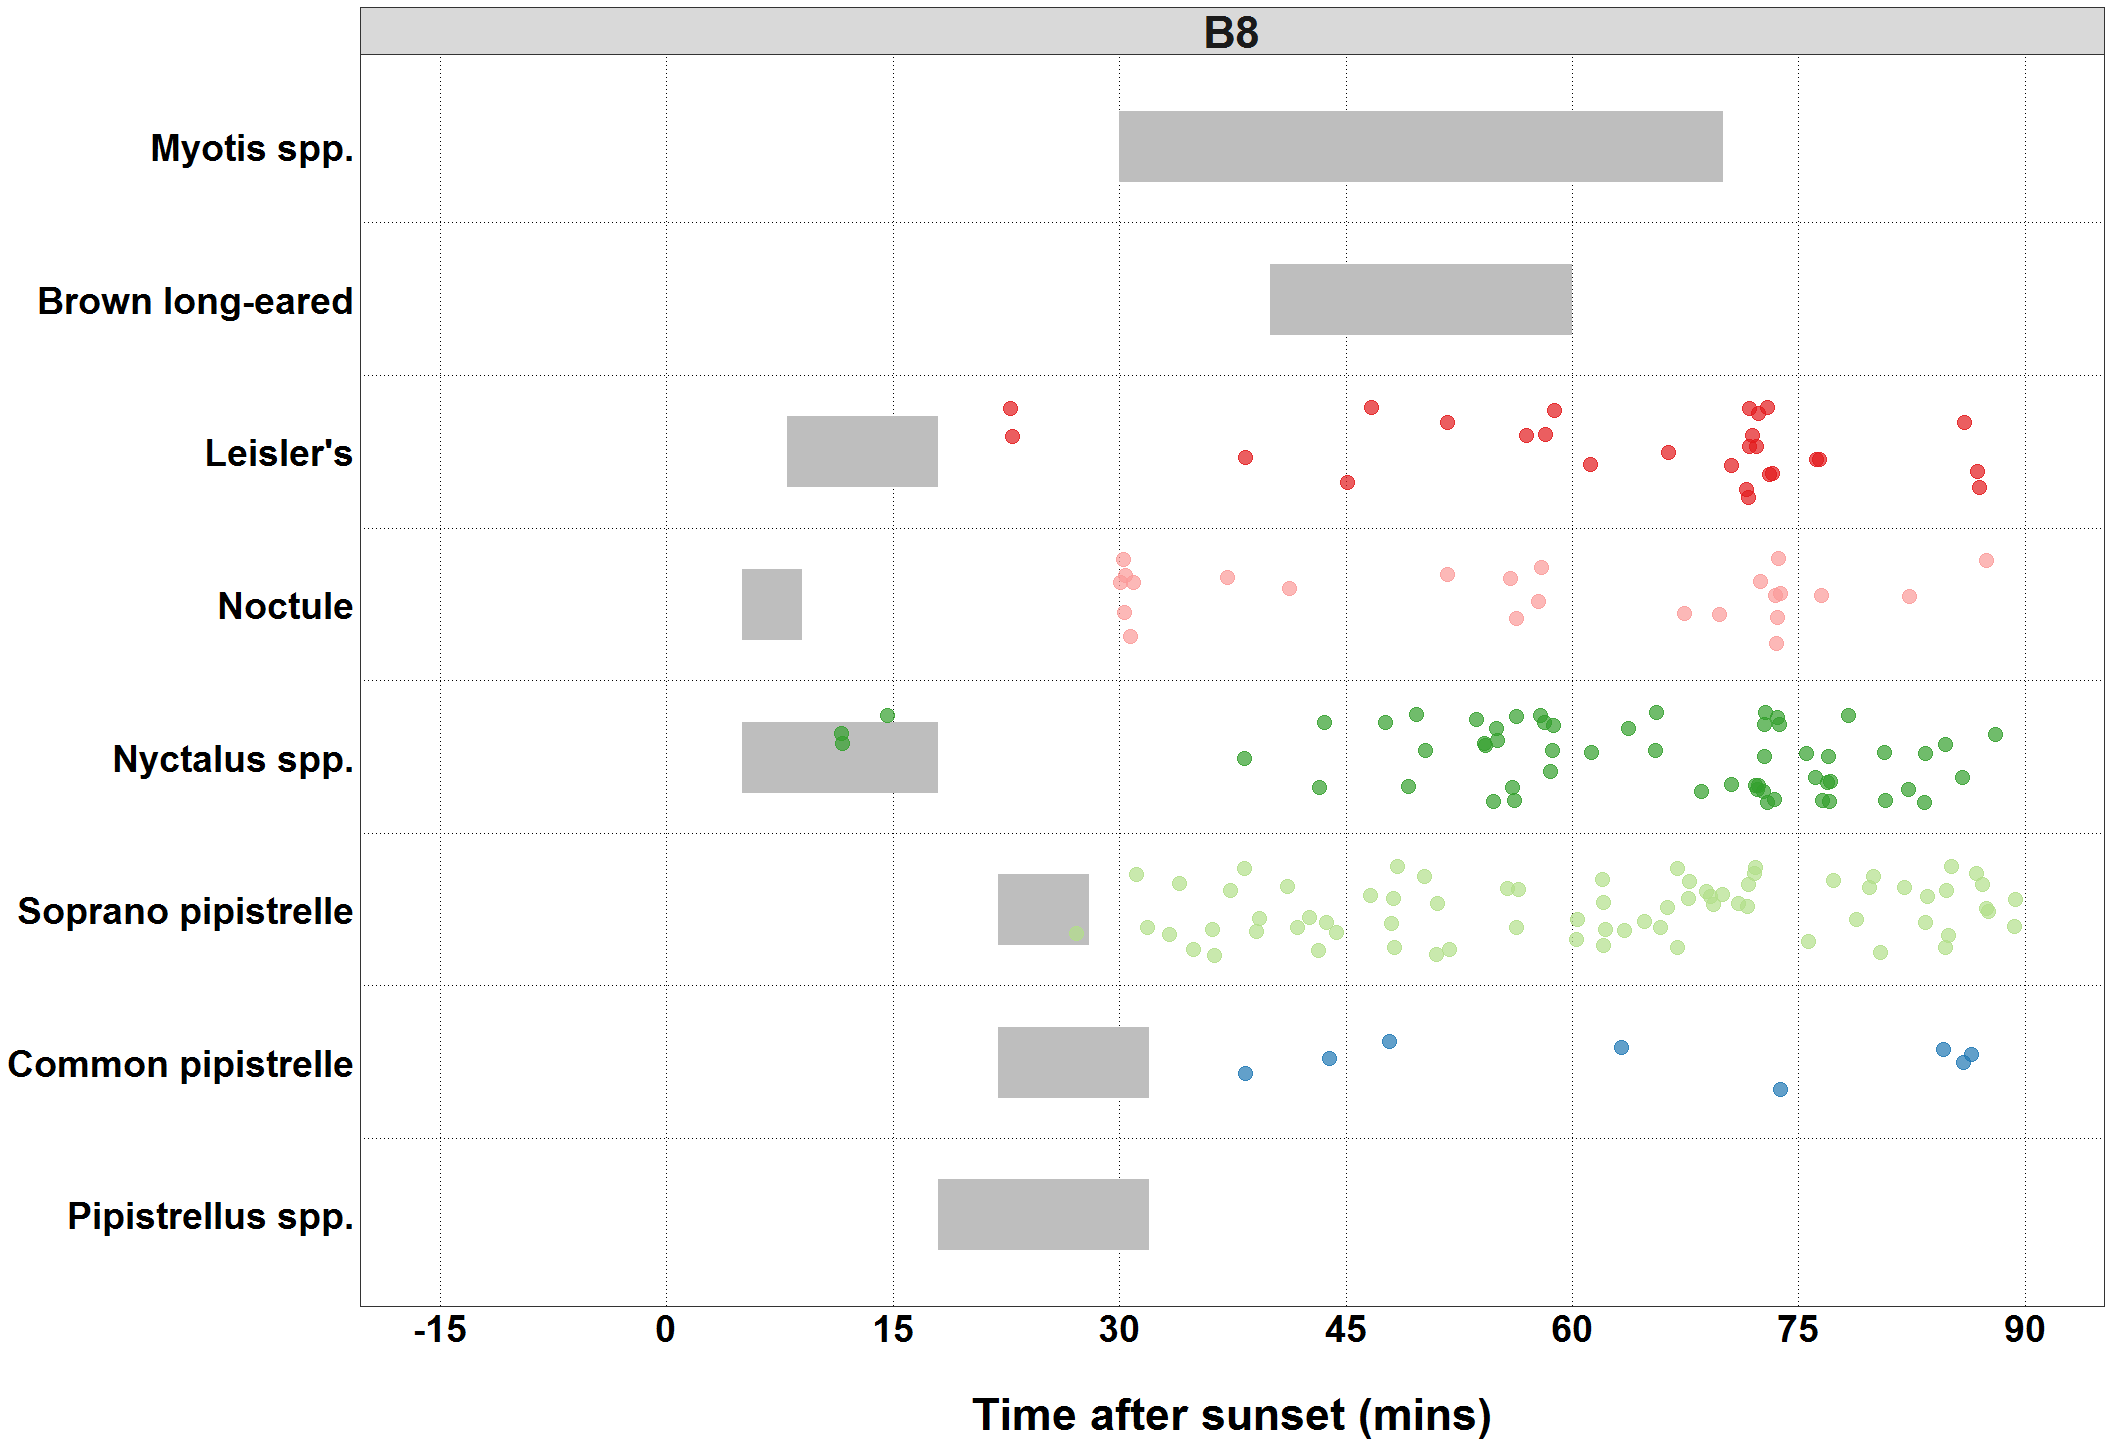 B8
Myotis spp.
Brown long-eared
Leisler's
Noctule
Nyctalus spp.
Soprano pipistrelle
Common pipistrelle
Pipistrellus spp.
-15 0 15 30 45 60 75 90
Time after sunset (mins)